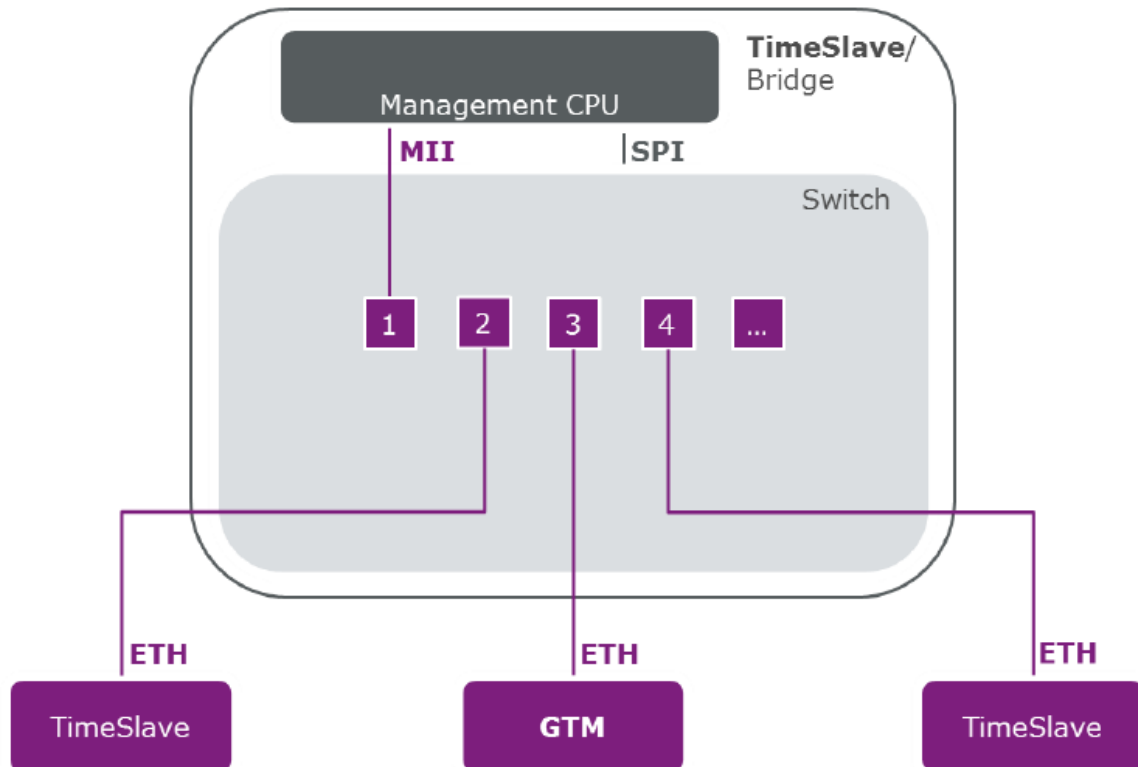 TimeSlave/
Bridge
Management CPU
MII
SPI
Switch
1 2 3 4 ...
ETH ETH ETH
TimeSlave GTM TimeSlave